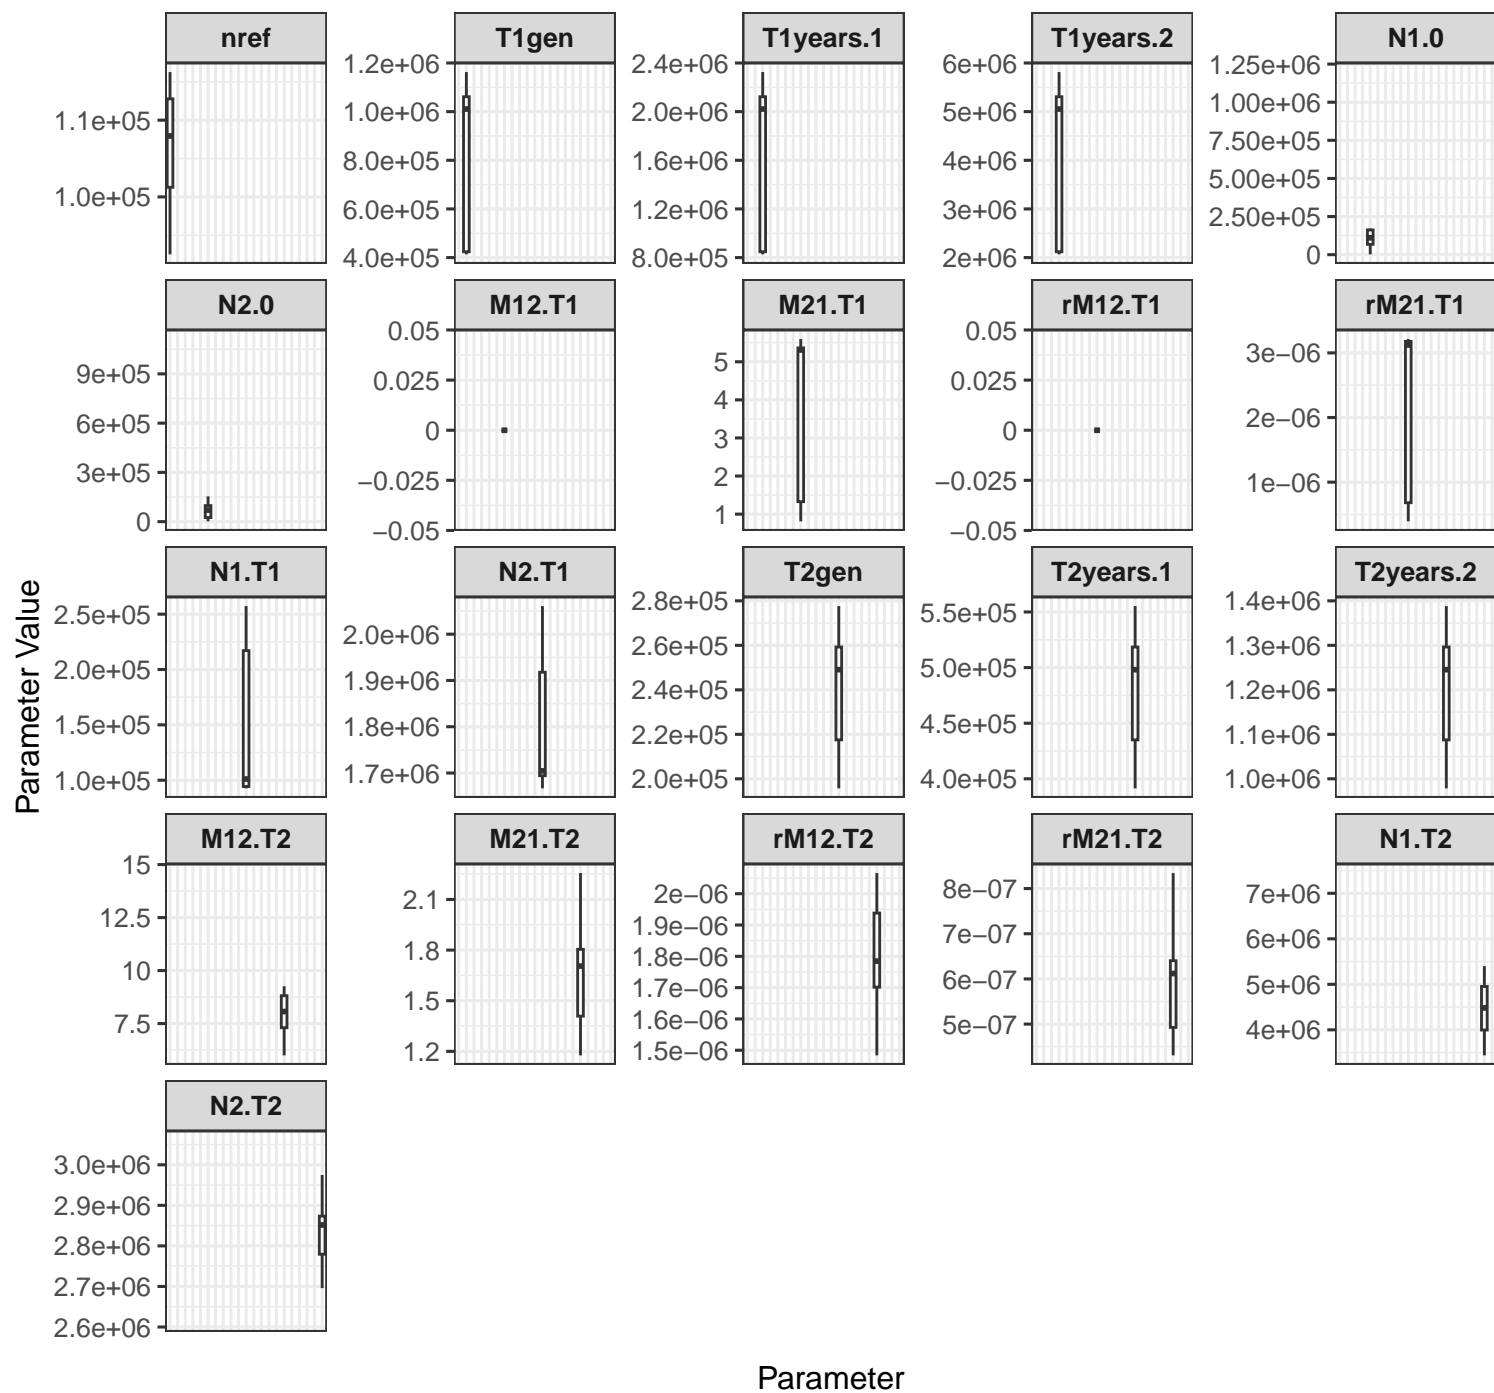 nref T1gen T1years.1 T1years.2 N1.0
1.1e+05
1.0e+05
1.2e+06
1.0e+06
8.0e+05
6.0e+05
4.0e+05
2.4e+06
2.0e+06
1.6e+06
1.2e+06
8.0e+05
6e+06
5e+06
4e+06
3e+06
2e+06
1.25e+06
1.00e+06
7.50e+05
5.00e+05
2.50e+05
0
N2.0 M12.T1 M21.T1 rM12.T1 rM21.T1
9e+05
6e+05
3e+05
0
0.05
0.025
0
−0.025
−0.05
5
4
3
2
1
0.05
0.025
0
−0.025
−0.05
3e−06
2e−06
1e−06
N1.T1 N2.T1 T2gen T2years.1 T2years.2
2.5e+05
2.0e+05
1.5e+05
1.0e+05
2.0e+06
1.9e+06
1.8e+06
1.7e+06
2.8e+05
2.6e+05
2.4e+05
2.2e+05
2.0e+05
5.5e+05
5.0e+05
4.5e+05
4.0e+05
1.4e+06
1.3e+06
1.2e+06
1.1e+06
1.0e+06
M12.T2 M21.T2 rM12.T2 rM21.T2 N1.T2
15
12.5
10
7.5
2.1
1.8
1.5
1.2
2e−06
1.9e−06
1.8e−06
1.7e−06
1.6e−06
1.5e−06
8e−07
7e−07
6e−07
5e−07
7e+06
6e+06
5e+06
4e+06
N2.T2
3.0e+06
2.9e+06
2.8e+06
2.7e+06
2.6e+06
Parameter Value
Parameter